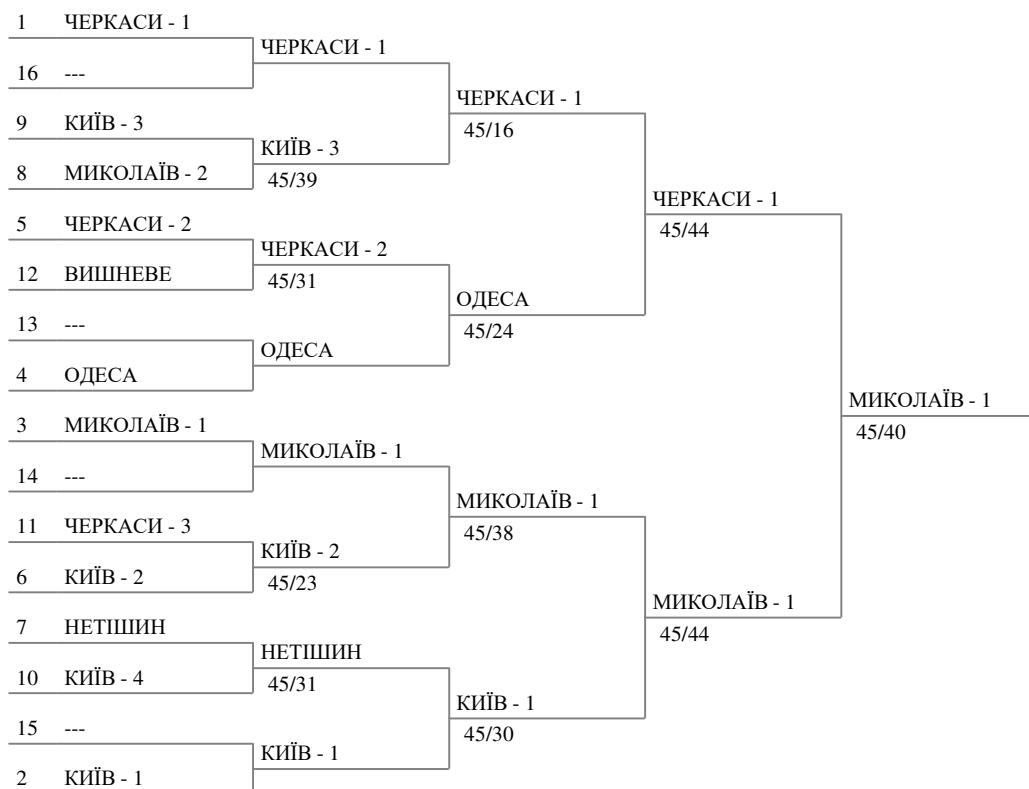 1 ЧЕРКАСИ - 1
ЧЕРКАСИ - 1
16 ---
ЧЕРКАСИ - 1
45/16
9 КИЇВ - 3
КИЇВ - 3
45/39
8 МИКОЛАЇВ - 2
ЧЕРКАСИ - 1
45/44
5 ЧЕРКАСИ - 2
ЧЕРКАСИ - 2
45/31
12 ВИШНЕВЕ
ОДЕСА
45/24
13 ---
ОДЕСА
4 ОДЕСА
МИКОЛАЇВ - 1
45/40
3 МИКОЛАЇВ - 1
МИКОЛАЇВ - 1
14 ---
МИКОЛАЇВ - 1
45/38
11 ЧЕРКАСИ - 3
КИЇВ - 2
45/23
6 КИЇВ - 2
МИКОЛАЇВ - 1
45/44
7 НЕТІШИН
НЕТІШИН
45/31
10 КИЇВ - 4
КИЇВ - 1
45/30
15 ---
КИЇВ - 1
2 КИЇВ - 1